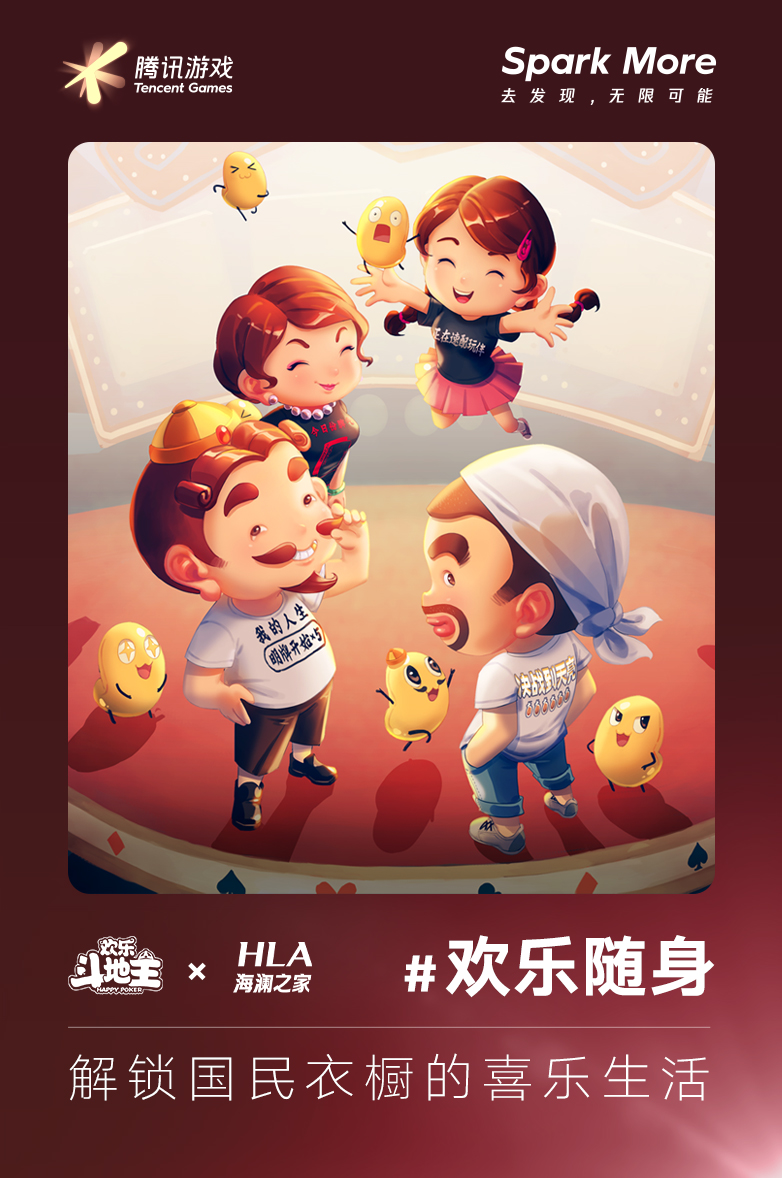 腾讯游戏
Tencent Games
Spark More
去发现，无限可能
正在速配玩伴
我的人生
明牌开始×5
决战到天亮
欢乐
斗地主
HAPPY POKER
×
HLA
海澜之家
#欢乐随身
解锁国民衣橱的喜乐生活